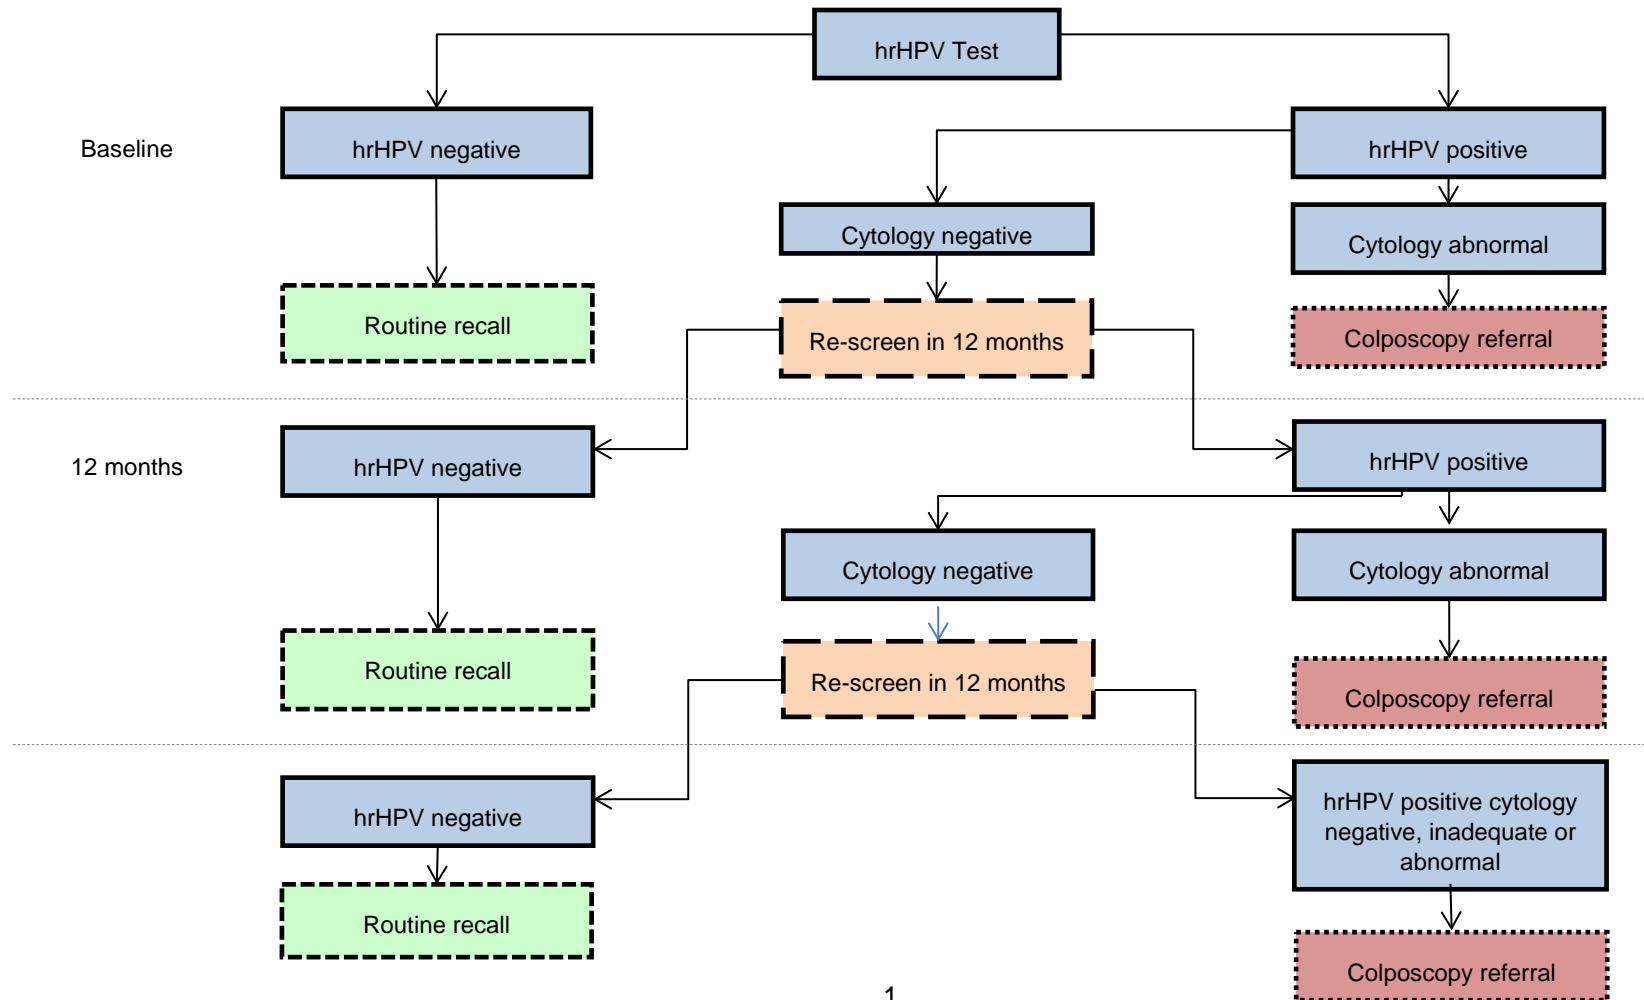 hrHPV Test
Baseline
hrHPV negative
hrHPV positive
Cytology negative
Cytology abnormal
Routine recall
Re-screen in 12 months
Colposcopy referral
12 months
hrHPV negative
hrHPV positive
Cytology negative
Cytology abnormal
Routine recall
Re-screen in 12 months
Colposcopy referral
hrHPV negative
hrHPV positive cytology
negative, inadequate or
abnormal
Routine recall
Colposcopy referral
1